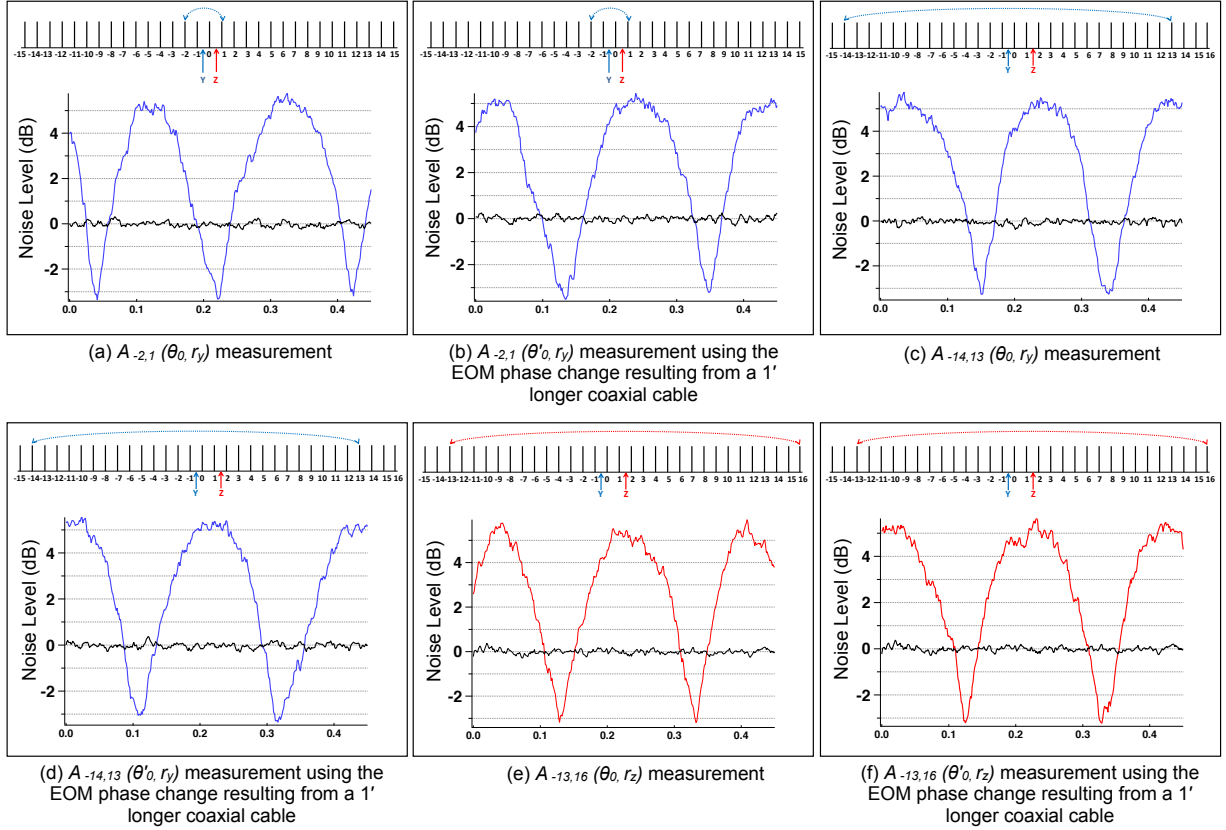 -15 -14 -13 -12 -11 -10 -9 -8 -7 -6 -5 -4 -3 -2 -1 0 1 2 3 4 5 6 7 8 9 10 11 12 13 14 15
Y Z
Noise Level (dB)
4
2
0
-2
0.0 0.1 0.2 0.3 0.4
(a) A -2,1 (θ0, ry) measurement
-15 -14 -13 -12 -11 -10 -9 -8 -7 -6 -5 -4 -3 -2 -1 0 1 2 3 4 5 6 7 8 9 10 11 12 13 14 15
Y Z
Noise Level (dB)
4
2
0
-2
0.0 0.1 0.2 0.3 0.4
(b) A -2,1 (θ'0, ry) measurement using the
EOM phase change resulting from a 1′
longer coaxial cable
-15 -14 -13 -12 -11 -10 -9 -8 -7 -6 -5 -4 -3 -2 -1 0 1 2 3 4 5 6 7 8 9 10 11 12 13 14 15 16
Y Z
Noise Level (dB)
4
2
0
-2
0.0 0.1 0.2 0.3 0.4
(c) A -14,13 (θ0, ry) measurement
-15 -14 -13 -12 -11 -10 -9 -8 -7 -6 -5 -4 -3 -2 -1 0 1 2 3 4 5 6 7 8 9 10 11 12 13 14 15 16
Y Z
Noise Level (dB)
4
2
0
-2
0.0 0.1 0.2 0.3 0.4
(d) A -14,13 (θ'0, ry) measurement using the
EOM phase change resulting from a 1′
longer coaxial cable
-15 -14 -13 -12 -11 -10 -9 -8 -7 -6 -5 -4 -3 -2 -1 0 1 2 3 4 5 6 7 8 9 10 11 12 13 14 15 16
Y Z
Noise Level (dB)
4
2
0
-2
0.0 0.1 0.2 0.3 0.4
(e) A -13,16 (θ0, rz) measurement
-15 -14 -13 -12 -11 -10 -9 -8 -7 -6 -5 -4 -3 -2 -1 0 1 2 3 4 5 6 7 8 9 10 11 12 13 14 15 16
Y Z
Noise Level (dB)
4
2
0
-2
0.0 0.1 0.2 0.3 0.4
(f) A -13,16 (θ'0, rz) measurement using the
EOM phase change resulting from a 1′
longer coaxial cable